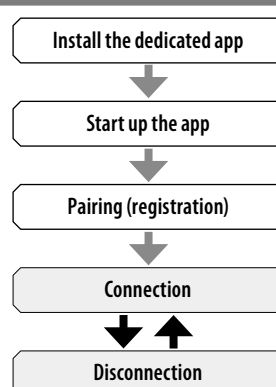 Install the dedicated app
Start up the app
Pairing (registration)
Connection
Disconnection